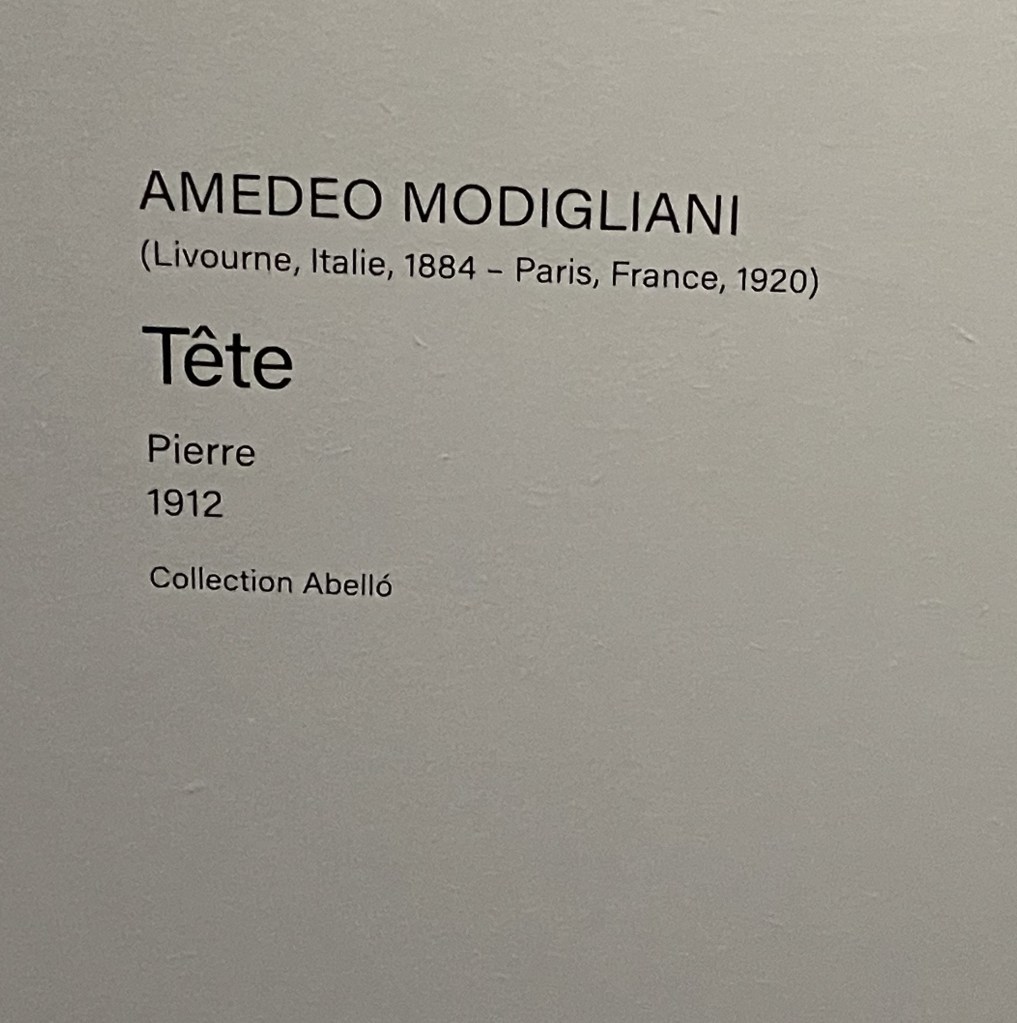 AMEDEO MODIGLIANI
(Livourne, Italie, 1884 – Paris, France, 1920)
Tête
Pierre
1912
Collection Abelló